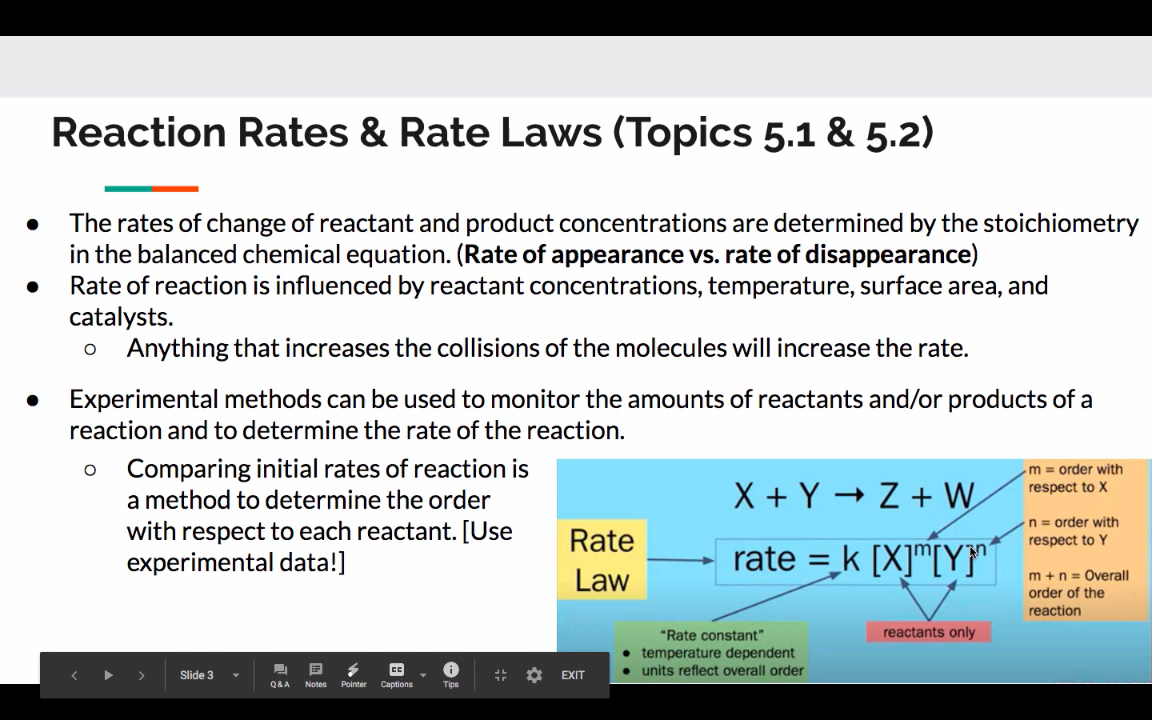 Reaction Rates & Rate Laws (Topics 5.1 & 5.2)
● The rates of change of reactant and product concentrations are determined by the stoichiometry
in the balanced chemical equation. (Rate of appearance vs. rate of disappearance)
● Rate of reaction is influenced by reactant concentrations, temperature, surface area, and
catalysts.
○ Anything that increases the collisions of the molecules will increase the rate.
● Experimental methods can be used to monitor the amounts of reactants and/or products of a
reaction and to determine the rate of the reaction.
○ Comparing initial rates of reaction is
a method to determine the order
with respect to each reactant. [Use
experimental data!]
X + Y → Z + W
Rate
Law
rate = k [X]ᵐ[Y]ⁿ
m = order with
respect to X
n = order with
respect to Y
m + n = Overall
order of the
reaction
"Rate constant"
● temperature dependent
● units reflect overall order
reactants only
Slide 3
Q & A
Notes
Pointer
Captions
Tips
EXIT